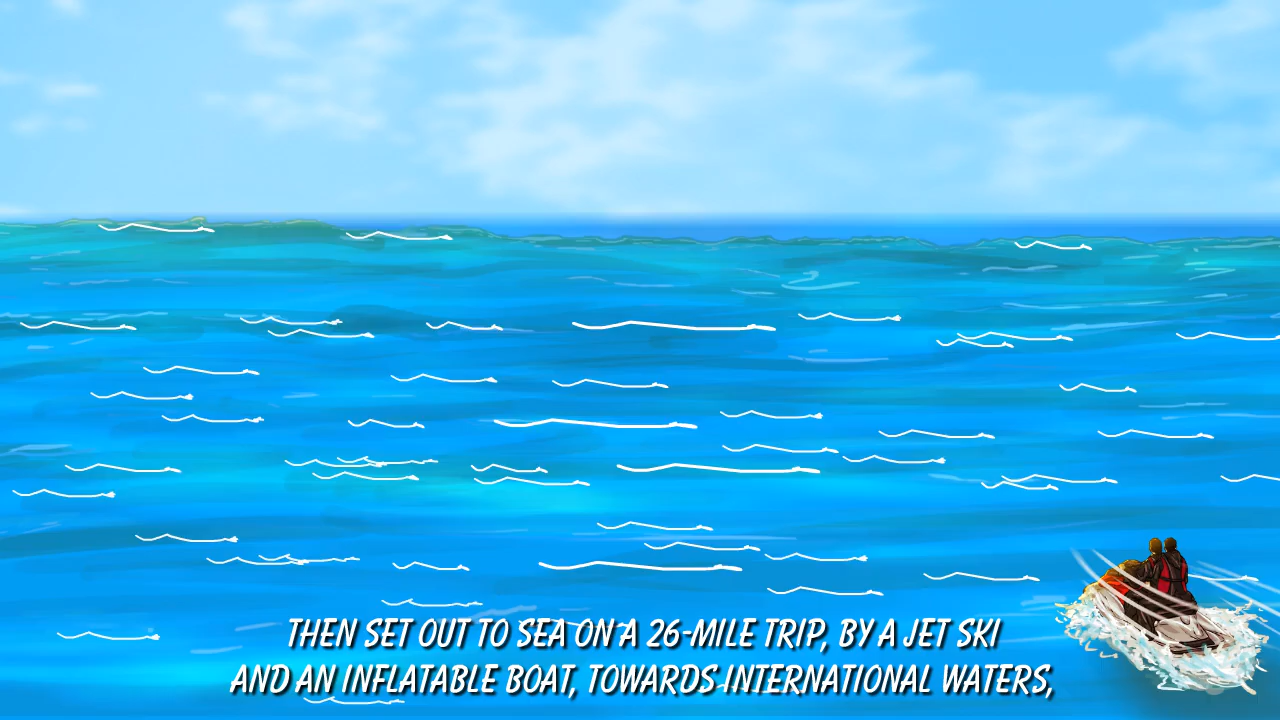 THEN SET OUT TO SEA ON A 26-MILE TRIP, BY A JET SKI
AND AN INFLATABLE BOAT, TOWARDS INTERNATIONAL WATERS,